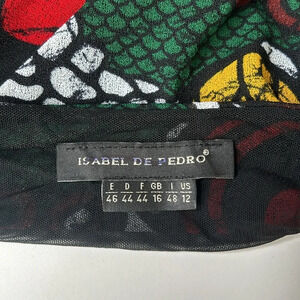 ISABEL DE PEDRO®
E D F GB I US
46 44 44 16 48 12